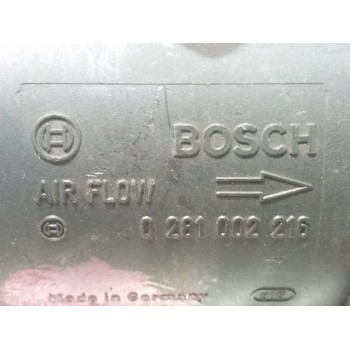 BOSCH
AIR FLOW
0 281 002 216
Made in Germany